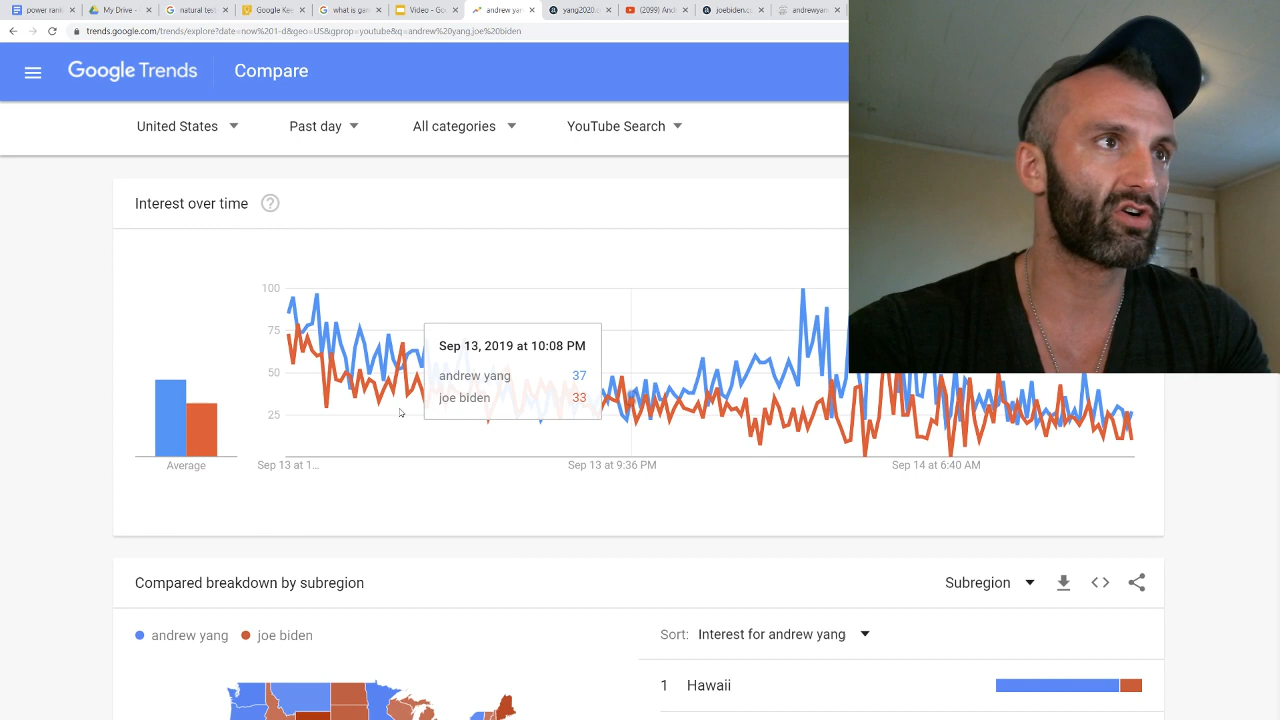 power rank
My Drive -
natural test
Google Kee
what is gan
Video - Go
andrew yan
yang2020.c
(2099) And
joebiden.cc
andrewyan
trends.google.com/trends/explore?date=now%201-d&geo=US&gprop=youtube&q=andrew%20yang,joe%20biden
Google Trends
Compare
United States
Past day
All categories
YouTube Search
Interest over time
?
100
75
50
25
Sep 13, 2019 at 10:08 PM
andrew yang 37
joe biden 33
Average
Sep 13 at 1...
Sep 13 at 9:36 PM
Sep 14 at 6:40 AM
Compared breakdown by subregion
Subregion
andrew yang
joe biden
Sort: Interest for andrew yang
1 Hawaii